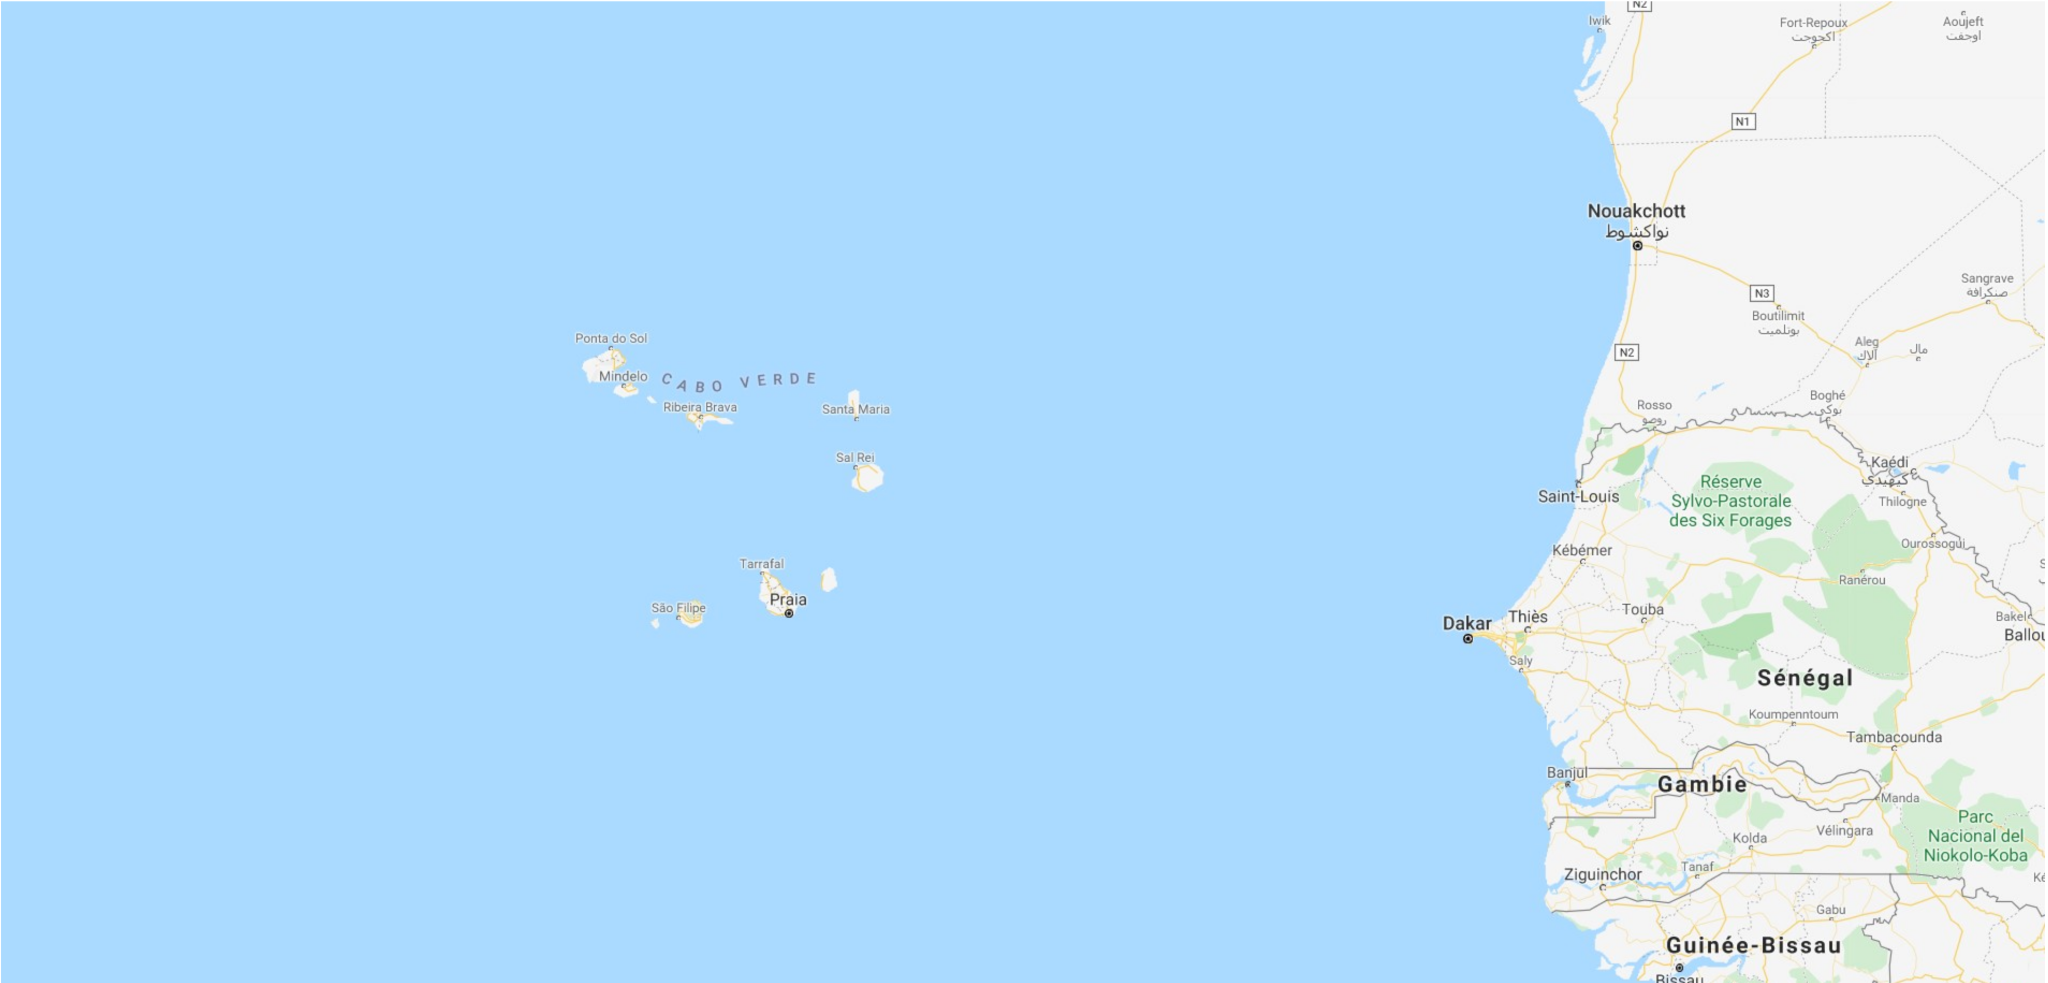 N2
Iwik
Fort-Repoux
اكجوجت
Aoujeft
اوجفت
N1
Nouakchott
نواكشوط
Sangrave
صنكرافة
N3
Boutilimit
بوتلميت
Ponta do Sol
Aleg
ألاك
مال
N2
Mindelo
CABO VERDE
Ribeira Brava
Santa Maria
Boghé
بوكى
Rosso
روصو
Sal Rei
Kaédi
كيهيدي
Saint-Louis
Réserve
Sylvo-Pastorale
des Six Forages
Thilogne
Ourossogui
Kébémer
Tarrafal
Ranérou
Praia
São Filipe
Touba
Thiès
Dakar
Bakel
Ballou
Saly
Sénégal
Koumpenntoum
Tambacounda
Banjul
Gambie
Manda
Parc
Nacional del
Niokolo-Koba
Vélingara
Kolda
Tanaf
Ziguinchor
Gabu
Guinée-Bissau
Bissau